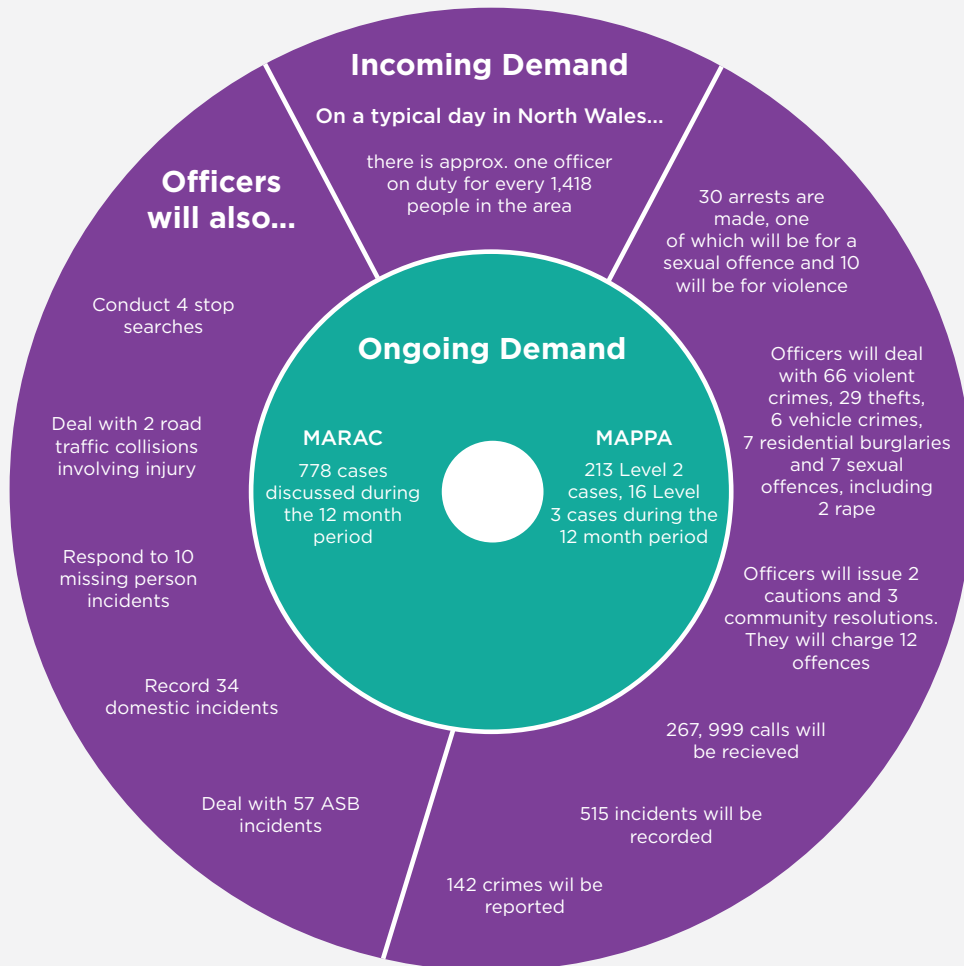 Incoming Demand
On a typical day in North Wales...
there is approx. one officer
on duty for every 1,418
people in the area
30 arrests are
made, one
of which will be for a
sexual offence and 10
will be for violence
Officers will deal
with 66 violent
crimes, 29 thefts,
6 vehicle crimes,
7 residential burglaries
and 7 sexual
offences, including
2 rape
Officers will issue 2
cautions and 3
community resolutions.
They will charge 12
offences
267, 999 calls will
be recieved
515 incidents will be
recorded
142 crimes wil be
reported
Officers
will also...
Conduct 4 stop
searches
Deal with 2 road
traffic collisions
involving injury
Respond to 10
missing person
incidents
Record 34
domestic incidents
Deal with 57 ASB
incidents
Ongoing Demand
MARAC
778 cases
discussed during
the 12 month
period
MAPPA
213 Level 2
cases, 16 Level
3 cases during the
12 month period